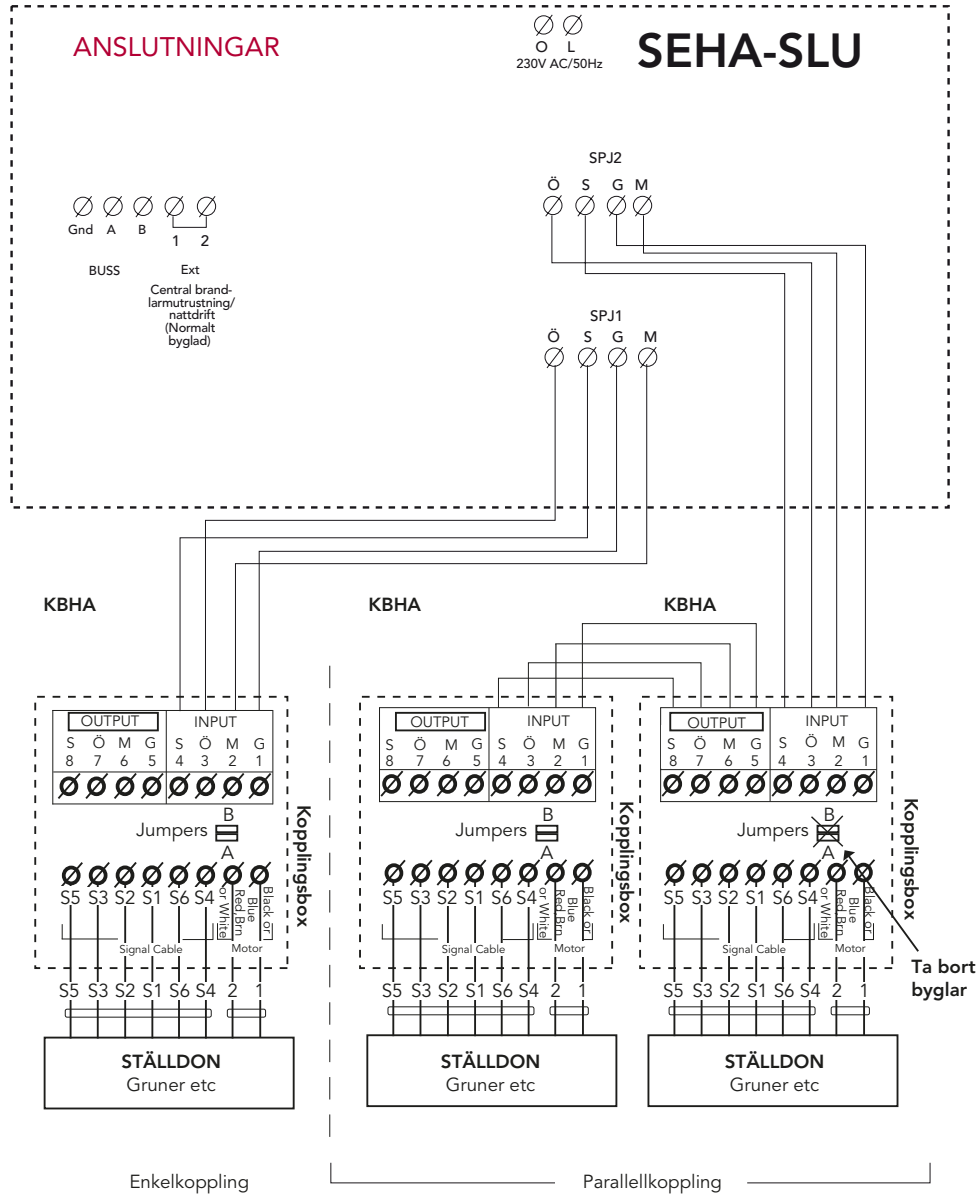 ANSLUTNINGAR
O L
230V AC/50Hz
SEHA-SLU
SPJ2
Ö S G M
Gnd A B 1 2
BUSS
Ext
Central brand-
larmutrustning/
nattdrift
(Normalt
byglad)
SPJ1
Ö S G M
KBHA
KBHA
KBHA
OUTPUT INPUT
S Ö M G S Ö M G
8 7 6 5 4 3 2 1
B
Jumpers
A
Kopplingsbox
S5 S3 S2 S1 S6 S4
Red,Brn
or White
Black or
Blue
Signal Cable
Motor
S5 S3 S2 S1 S6 S4 2 1
STÄLLDON
Gruner etc
OUTPUT INPUT
S Ö M G S Ö M G
8 7 6 5 4 3 2 1
B
Jumpers
A
Kopplingsbox
S5 S3 S2 S1 S6 S4
Red,Brn
or White
Black or
Blue
Signal Cable
Motor
S5 S3 S2 S1 S6 S4 2 1
STÄLLDON
Gruner etc
OUTPUT INPUT
S Ö M G S Ö M G
8 7 6 5 4 3 2 1
B
Jumpers
A
Kopplingsbox
S5 S3 S2 S1 S6 S4
Red,Brn
or White
Black or
Blue
Signal Cable
Motor
S5 S3 S2 S1 S6 S4 2 1
STÄLLDON
Gruner etc
Ta bort
byglar
Enkelkoppling
Parallellkoppling